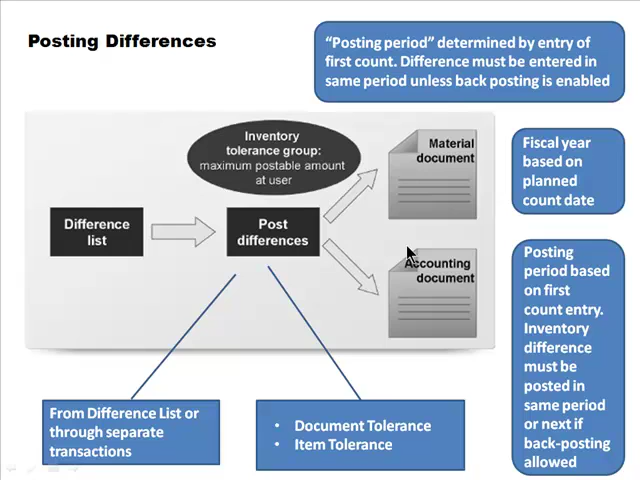 Posting Differences
“Posting period” determined by entry of
first count. Difference must be entered in
same period unless back posting is enabled
Inventory
tolerance group:
maximum postable amount
at user
Material
document
Fiscal year
based on
planned
count date
Difference
list
Post
differences
Accounting
document
Posting
period based
on first
count entry.
Inventory
difference
must be
posted in
same period
or next if
back-posting
allowed
From Difference List or
through separate
transactions
• Document Tolerance
• Item Tolerance